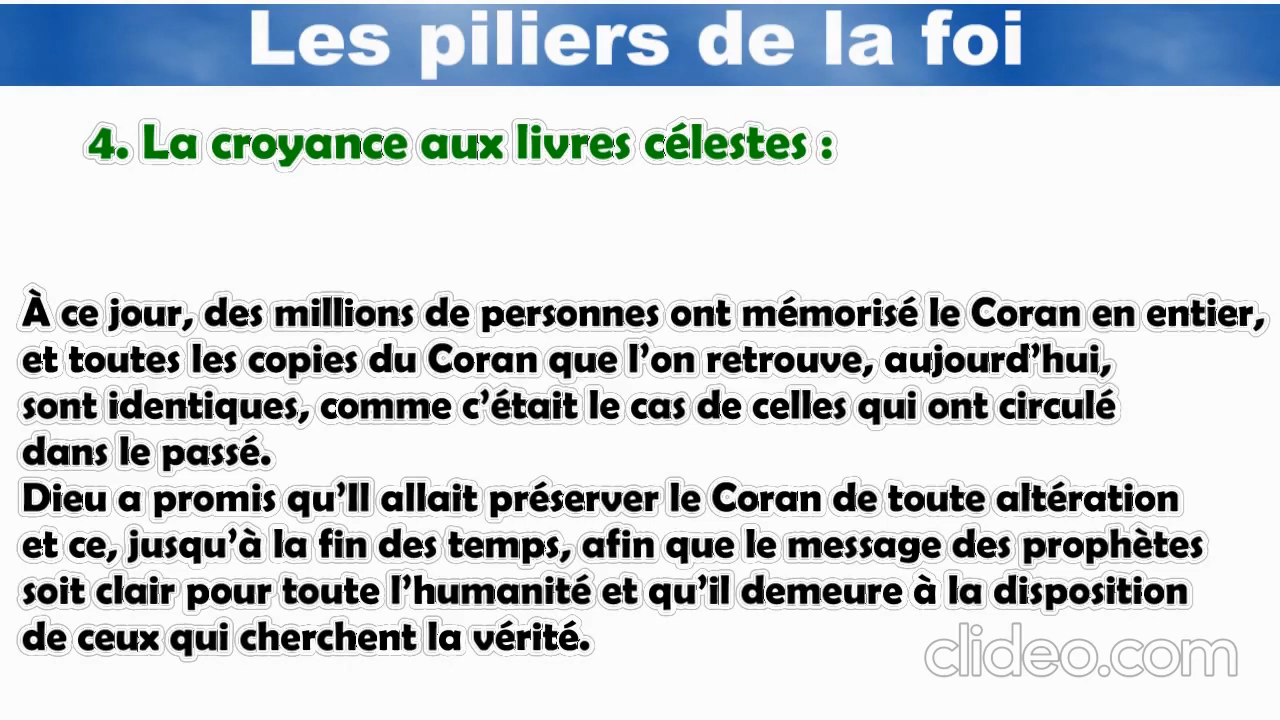 Les piliers de la foi
4. La croyance aux livres célestes :
À ce jour, des millions de personnes ont mémorisé le Coran en entier,
et toutes les copies du Coran que l’on retrouve, aujourd’hui,
sont identiques, comme c’était le cas de celles qui ont circulé
dans le passé.
Dieu a promis qu’Il allait préserver le Coran de toute altération
et ce, jusqu’à la fin des temps, afin que le message des prophètes
soit clair pour toute l’humanité et qu’il demeure à la disposition
de ceux qui cherchent la vérité.
clideo.com